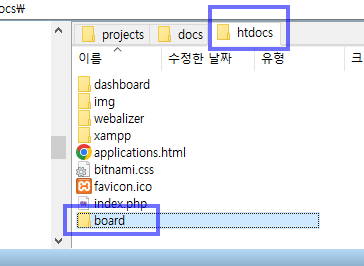 ocs\
projects docs htdocs
이름 수정한 날짜 유형 크
dashboard
img
webalizer
xampp
applications.html
bitnami.css
favicon.ico
index.php
board